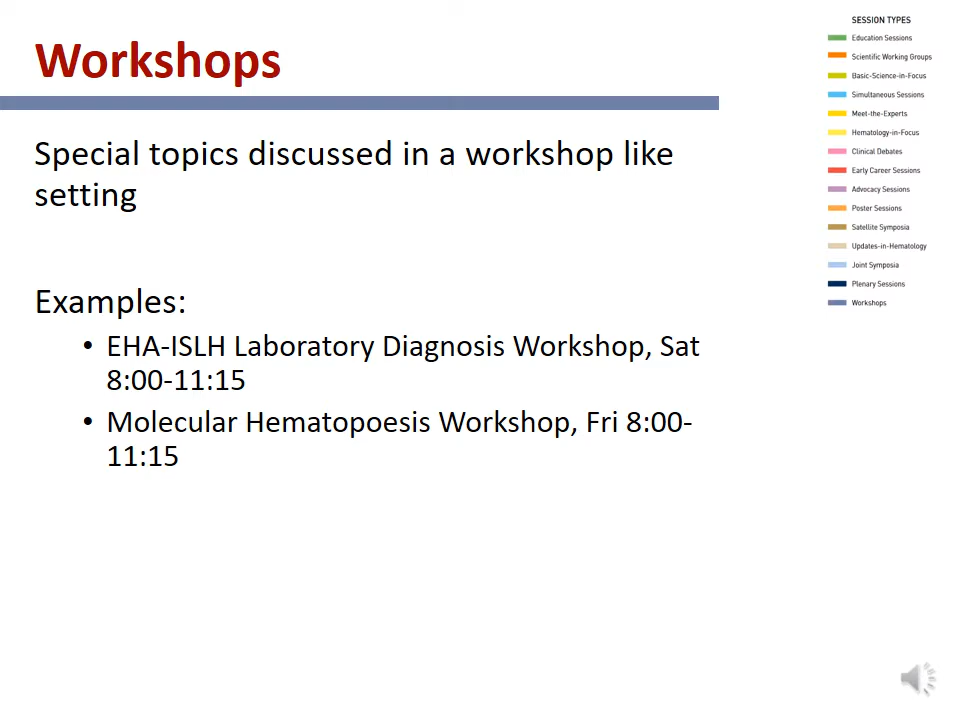 Workshops
Special topics discussed in a workshop like
setting
Examples:
• EHA-ISLH Laboratory Diagnosis Workshop, Sat
8:00-11:15
• Molecular Hematopoesis Workshop, Fri 8:00-
11:15
SESSION TYPES
Education Sessions
Scientific Working Groups
Basic-Science-in-Focus
Simultaneous Sessions
Meet-the-Experts
Hematology-in-Focus
Clinical Debates
Early Career Sessions
Advocacy Sessions
Poster Sessions
Satellite Symposia
Updates-in-Hematology
Joint Symposia
Plenary Sessions
Workshops